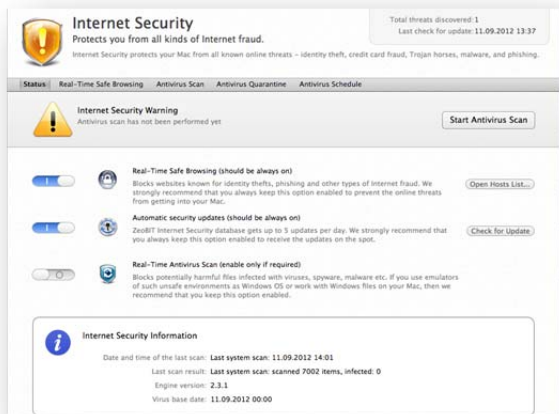 Internet Security
Protects you from all kinds of Internet fraud.
Internet Security protects your Mac from all known online threats – identity theft, credit card fraud, Trojan horses, malware, and phishing.
Total threats discovered: 1
Last check for update: 11.09.2012 13:37
Status Real-Time Safe Browsing Antivirus Scan Antivirus Quarantine Antivirus Schedule
Internet Security Warning
Antivirus scan has not been performed yet
Start Antivirus Scan
Real-Time Safe Browsing (should be always on)
Blocks websites known for identity thefts, phishing and other types of Internet fraud. We
strongly recommend that you always keep this option enabled to prevent the online threats
from getting into your Mac.
Open Hosts List...
Automatic security updates (should be always on)
ZeoBIT Internet Security database gets up to 5 updates per day. We strongly recommend that
you always keep this option enabled to receive the updates on the spot.
Check for Update
Real-Time Antivirus Scan (enable only if required)
Blocks potentially harmful files infected with viruses, spyware, malware etc. If you use emulators
of such unsafe environments as Windows OS or work with Windows files on your Mac, then we
recommend that you keep this option enabled.
Internet Security Information
Date and time of the last scan: Last system scan: 11.09.2012 14:01
Last scan result: Last system scan: scanned 7002 items, infected: 0
Engine version: 2.3.1
Virus base date: 11.09.2012 00:00